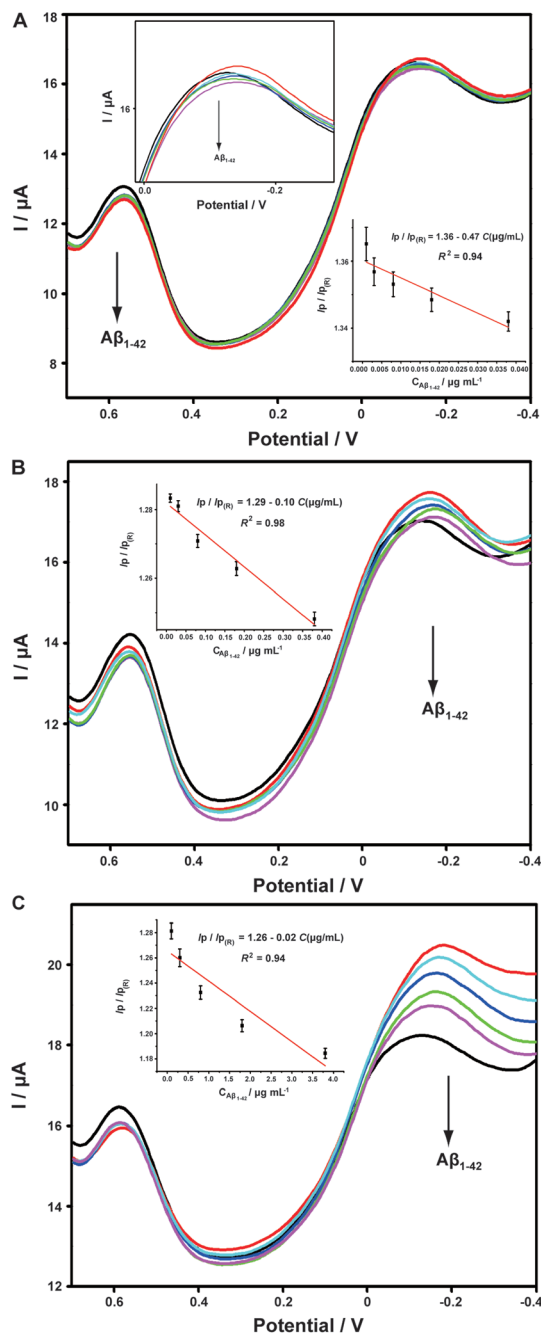 A
18
16
14
12
10
8
I / µA
0.6
0.4
0.2
0
-0.2
-0.4
Potential / V
Aβ1-42
16
I / µA
0.0
-0.2
Potential / V
Aβ1-42
Ip / Ip(R) = 1.36 - 0.47 C(µg/mL)
R² = 0.94
1.36
1.34
Ip / Ip(R)
0.000 0.005 0.010 0.015 0.020 0.025 0.030 0.035 0.040
CAβ1-42 / µg mL-1
B
18
16
14
12
10
I / µA
0.6
0.4
0.2
0
-0.2
-0.4
Potential / V
Aβ1-42
Ip / Ip(R) = 1.29 - 0.10 C(µg/mL)
R² = 0.98
1.28
1.26
Ip / Ip(R)
0.00 0.05 0.10 0.15 0.20 0.25 0.30 0.35 0.40
CAβ1-42 / µg mL-1
C
20
18
16
14
12
I / µA
0.6
0.4
0.2
0
-0.2
-0.4
Potential / V
Aβ1-42
Ip / Ip(R) = 1.26 - 0.02 C(µg/mL)
R² = 0.94
1.28
1.26
1.24
1.22
1.20
1.18
Ip / Ip(R)
0.0 0.5 1.0 1.5 2.0 2.5 3.0 3.5 4.0
CAβ1-42 / µg mL-1